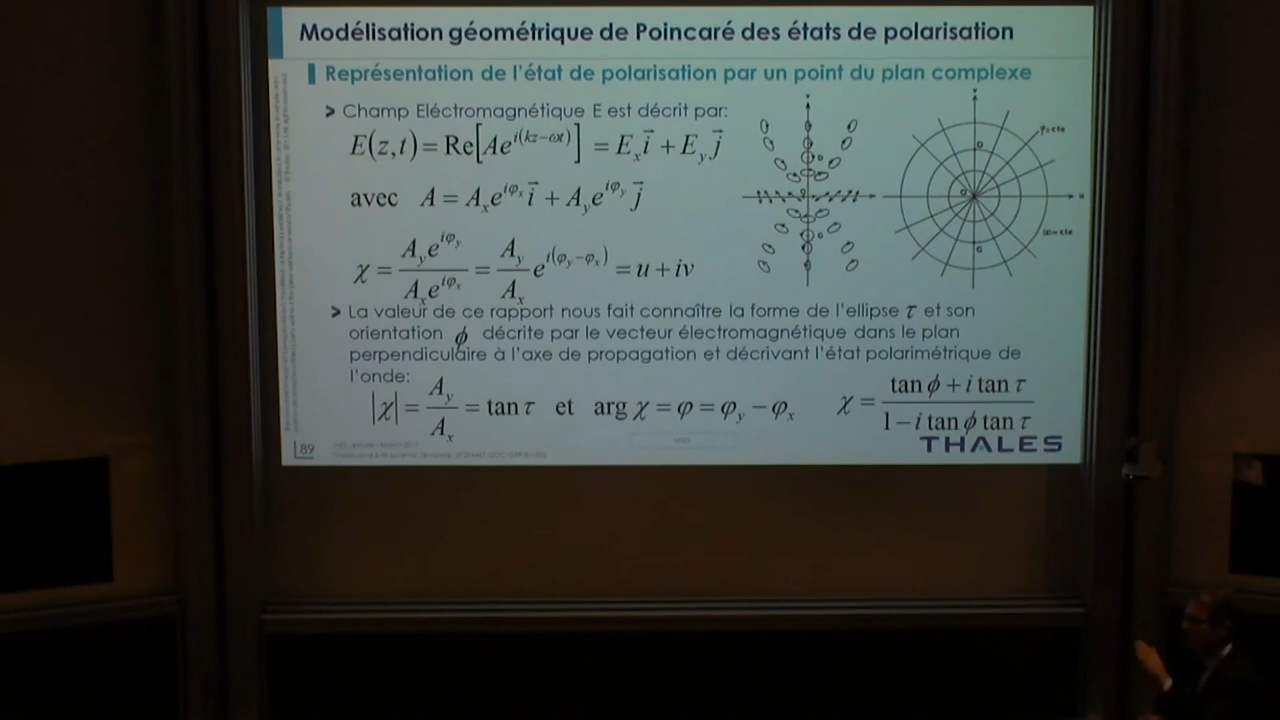 Modélisation géométrique de Poincaré des états de polarisation
Représentation de l'état de polarisation par un point du plan complexe
➤ Champ Eléctromagnétique E est décrit par:
E(z,t) = Re[Ae^{i(kz-ωt)}] = E_x i⃗ + E_y j⃗
avec A = A_x e^{iφ_x} i⃗ + A_y e^{iφ_y} j⃗
χ = A_y e^{iφ_y} / A_x e^{iφ_x} = A_y / A_x e^{i(φ_y-φ_x)} = u + iv
➤ La valeur de ce rapport nous fait connaître la forme de l'ellipse τ et son
orientation ϕ décrite par le vecteur électromagnétique dans le plan
perpendiculaire à l'axe de propagation et décrivant l'état polarimétrique de
l'onde:
|χ| = A_y / A_x = tan τ et arg χ = φ = φ_y − φ_x
χ = (tan ϕ + i tan τ) / (1 − i tan ϕ tan τ)
89
THALES